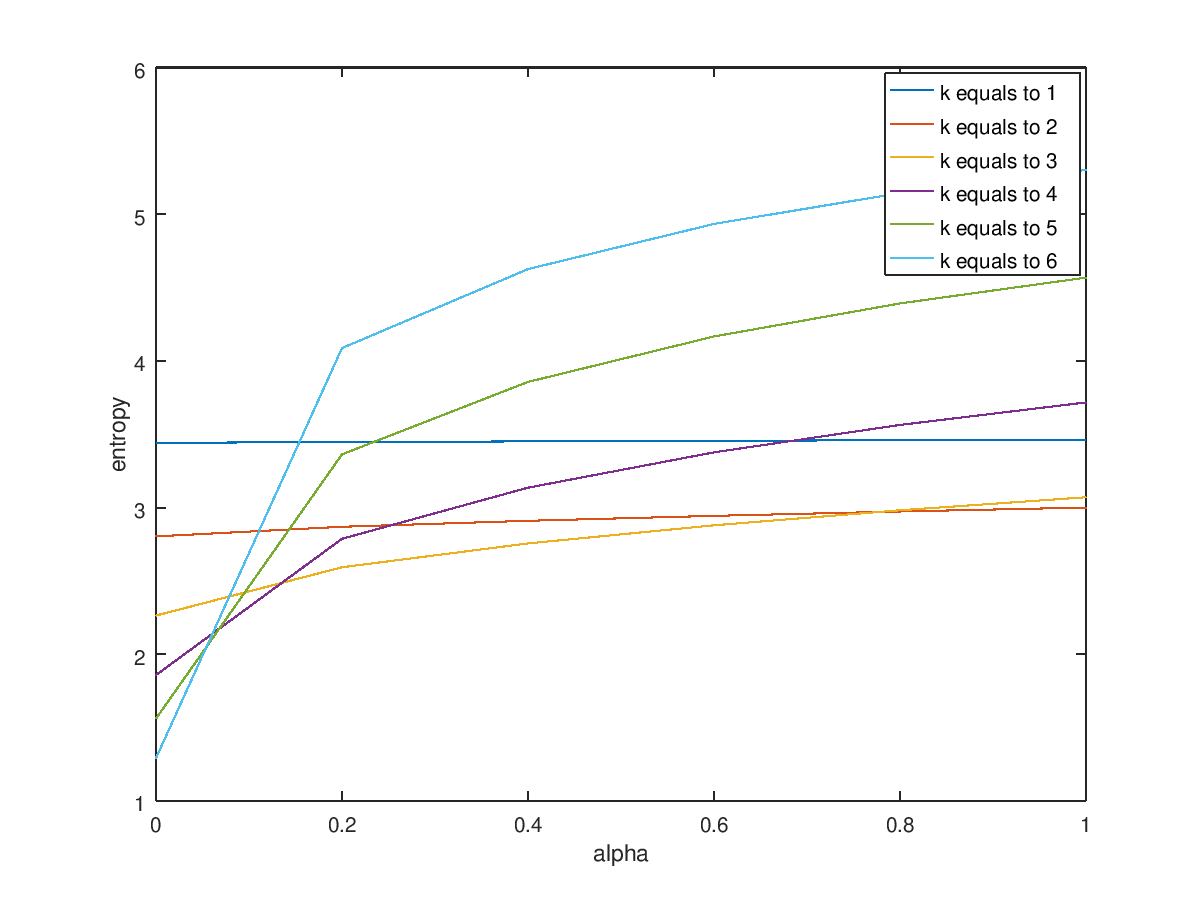 6
5
4
3
2
1
entropy
k equals to 1
k equals to 2
k equals to 3
k equals to 4
k equals to 5
k equals to 6
0 0.2 0.4 0.6 0.8 1
alpha